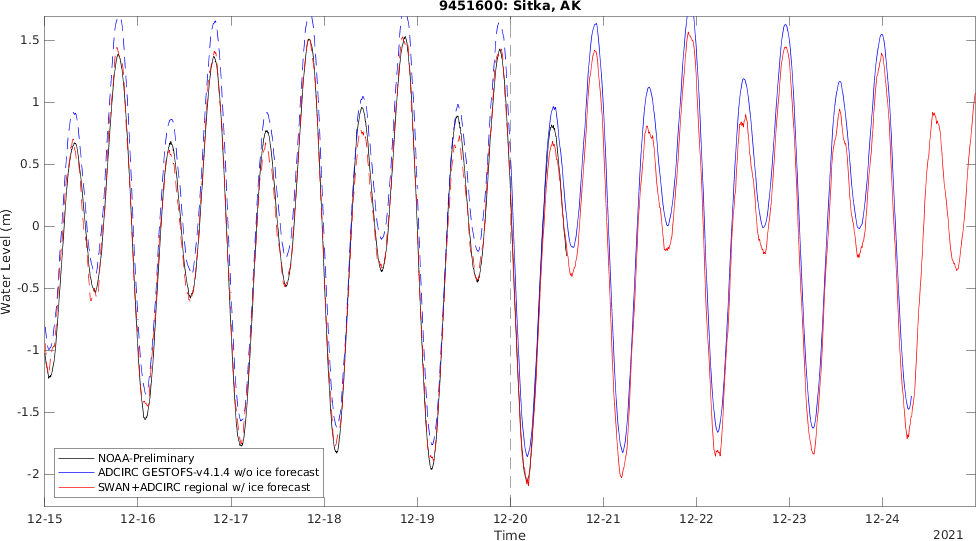 9451600: Sitka, AK
Water Level (m)
1.5
1
0.5
0
-0.5
-1
-1.5
-2
NOAA-Preliminary
ADCIRC GESTOFS-v4.1.4 w/o ice forecast
SWAN+ADCIRC regional w/ ice forecast
12-15 12-16 12-17 12-18 12-19 12-20 12-21 12-22 12-23 12-24
Time
2021